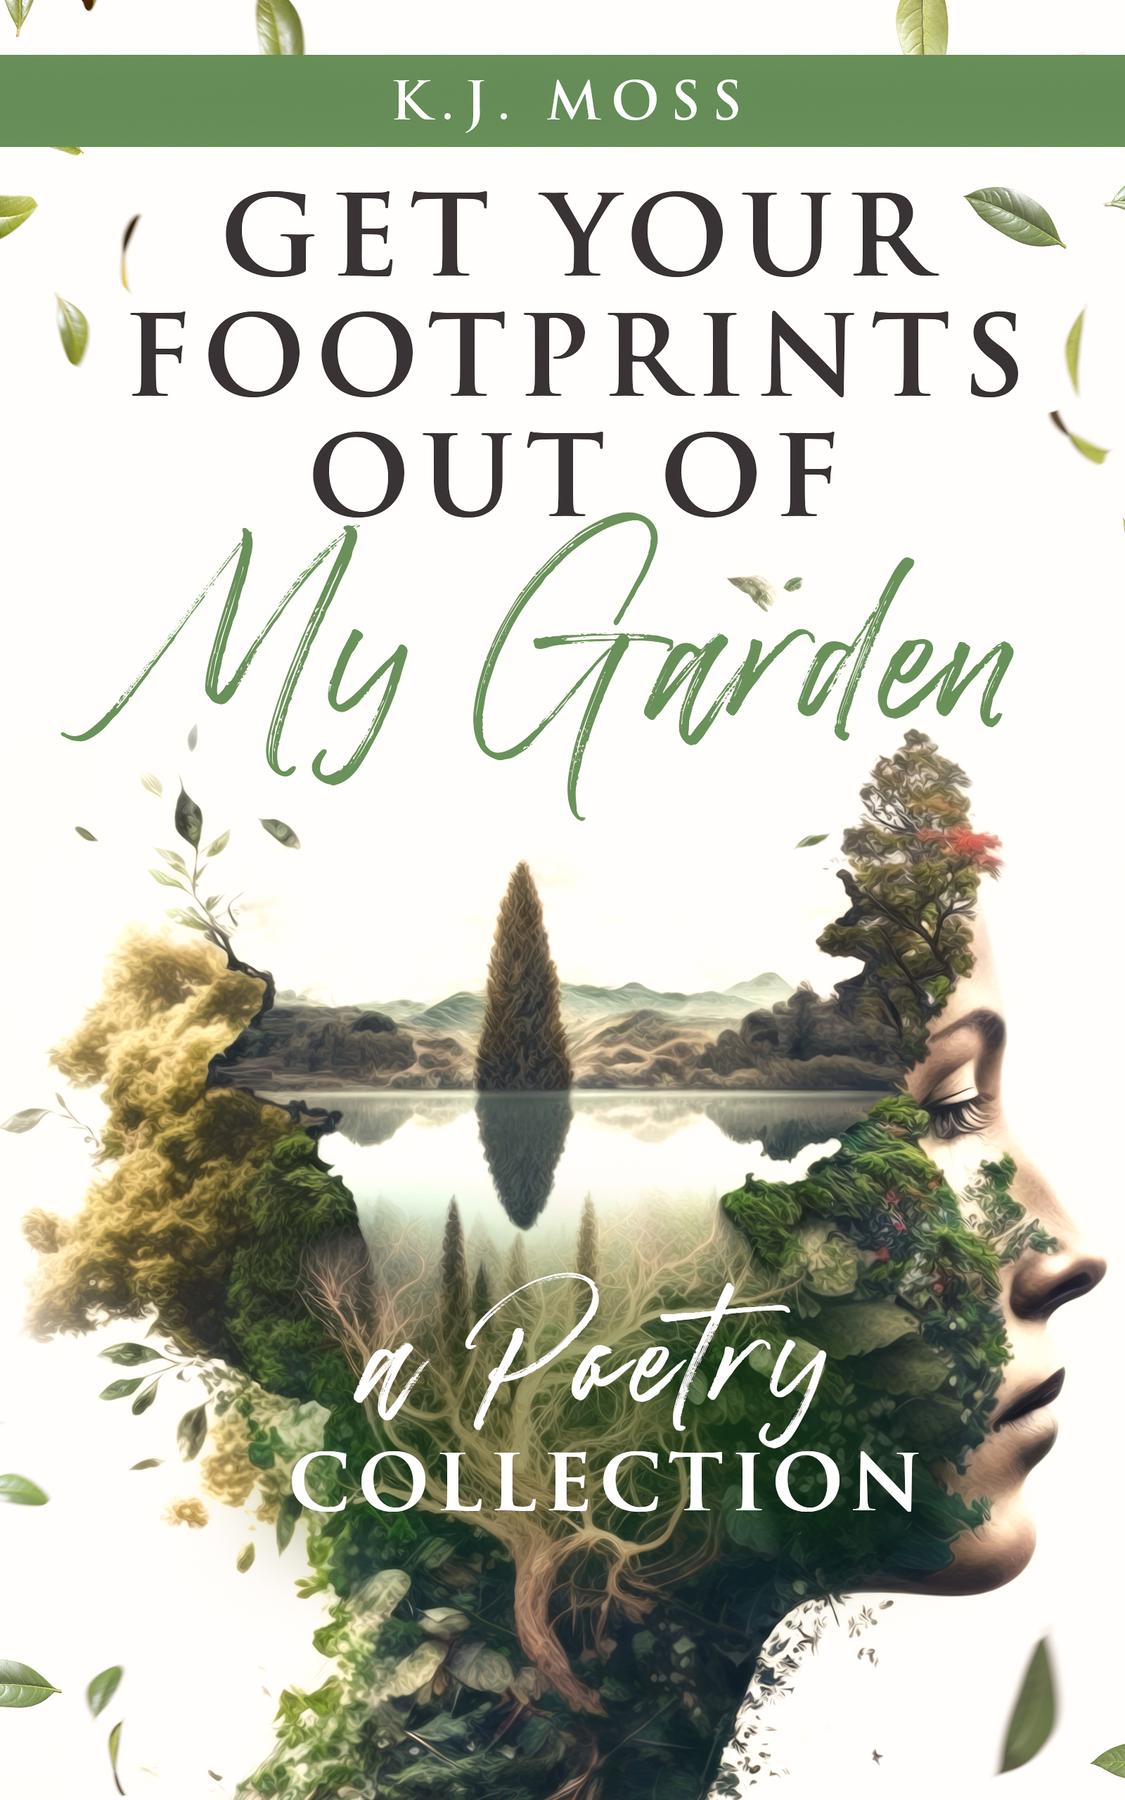 K.J. MOSS
GET YOUR
FOOTPRINTS
OUT OF
My Garden
a Poetry
COLLECTION